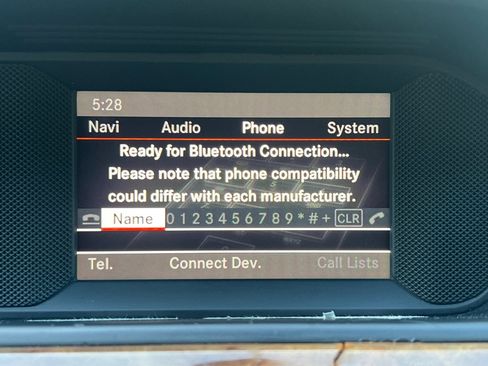 5:28
Navi Audio Phone System
Ready for Bluetooth Connection...
Please note that phone compatibility
could differ with each manufacturer.
Name 0 1 2 3 4 5 6 7 8 9 * # + CLR
Tel. Connect Dev. Call Lists